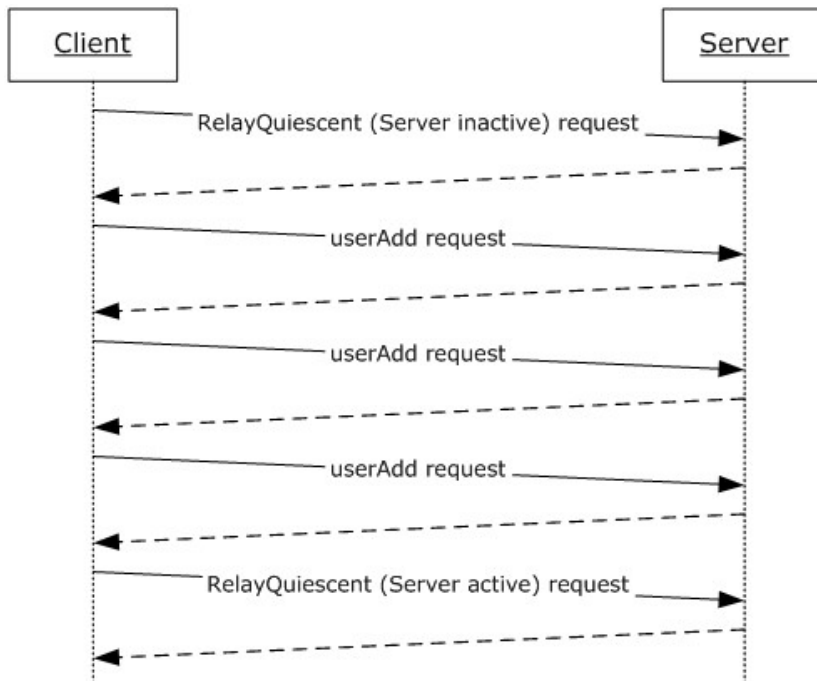 Client
Server
RelayQuiescent (Server inactive) request
userAdd request
userAdd request
userAdd request
RelayQuiescent (Server active) request